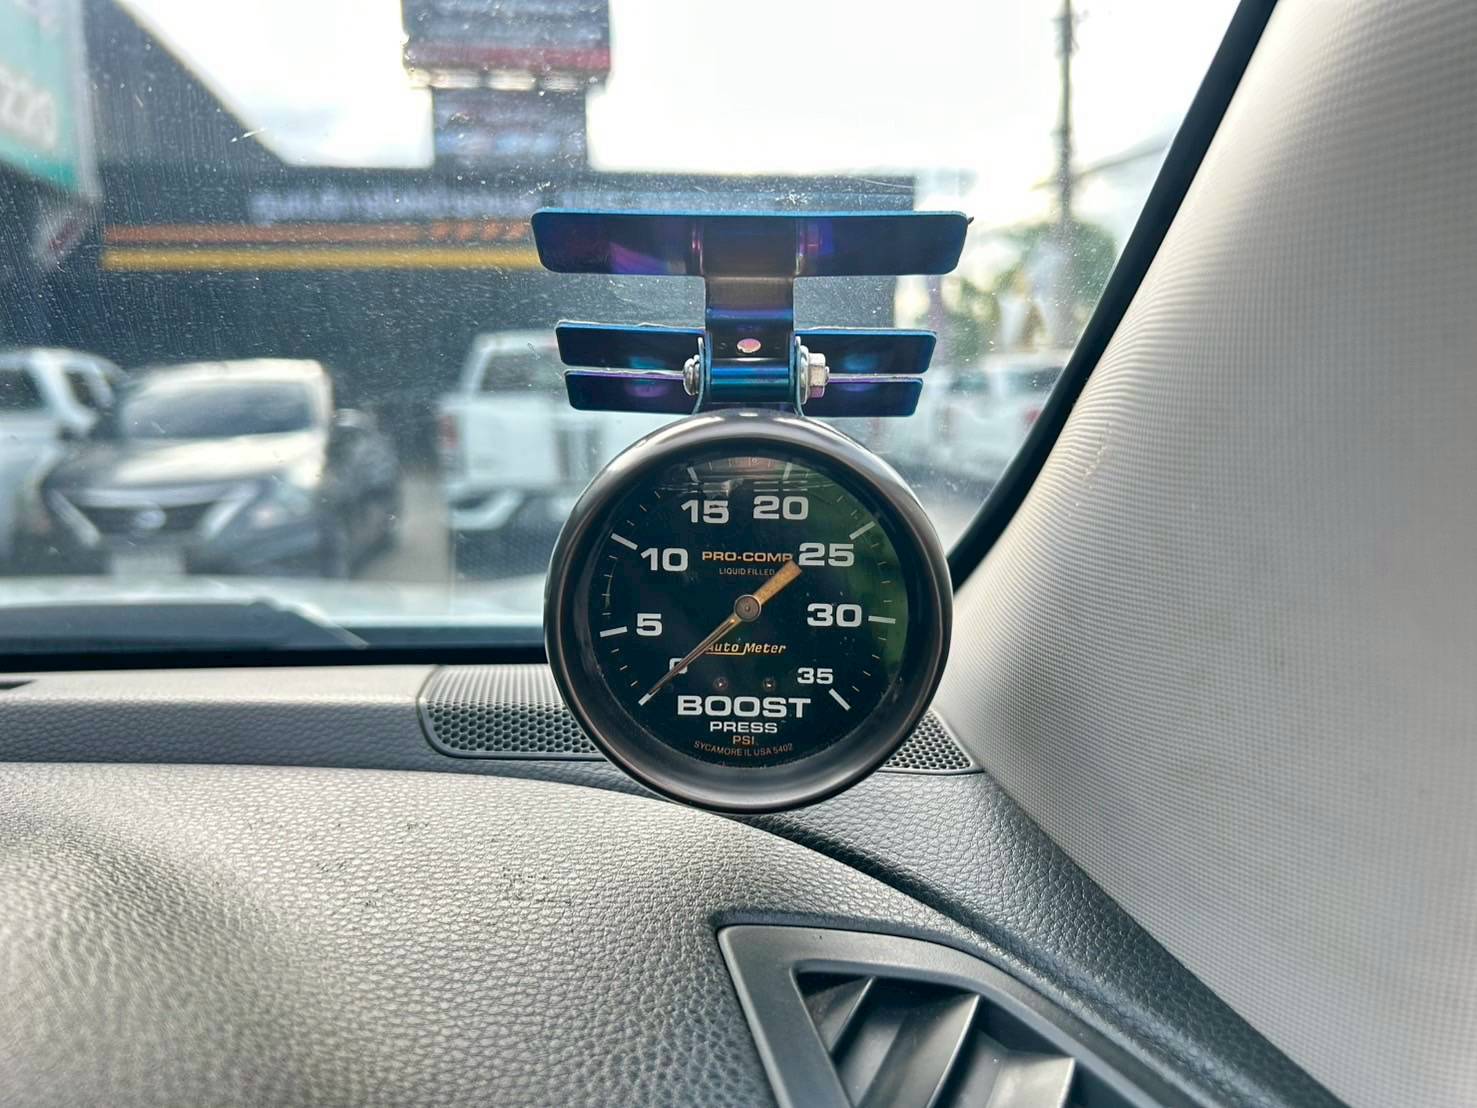 15 20
10 PRO-COMP 25
LIQUID FILLED
5 30
Auto Meter
0 35
BOOST
PRESS
PSI
SYCAMORE IL USA 5402